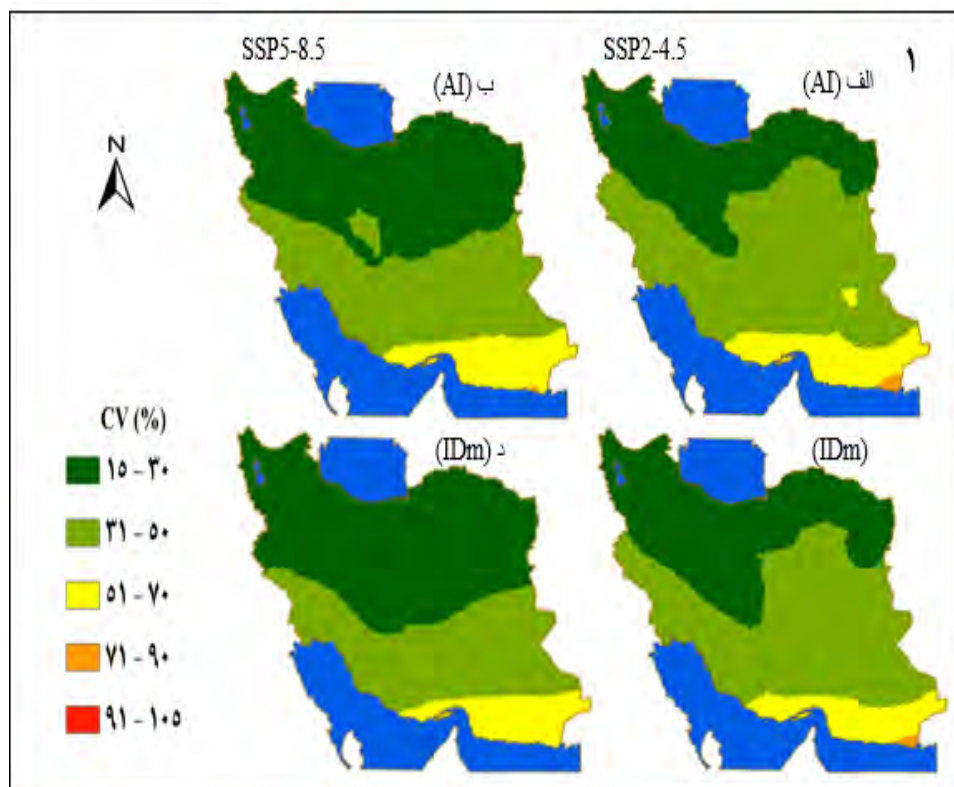 ۱
SSP2-4.5
SSP5-8.5
الف (AI)
ب (AI)
N
(IDm)
د (IDm)
CV (%)
۱۵ - ۳۰
۳۱ - ۵۰
۵۱ - ۷۰
۷۱ - ۹۰
۹۱ - ۱۰۵